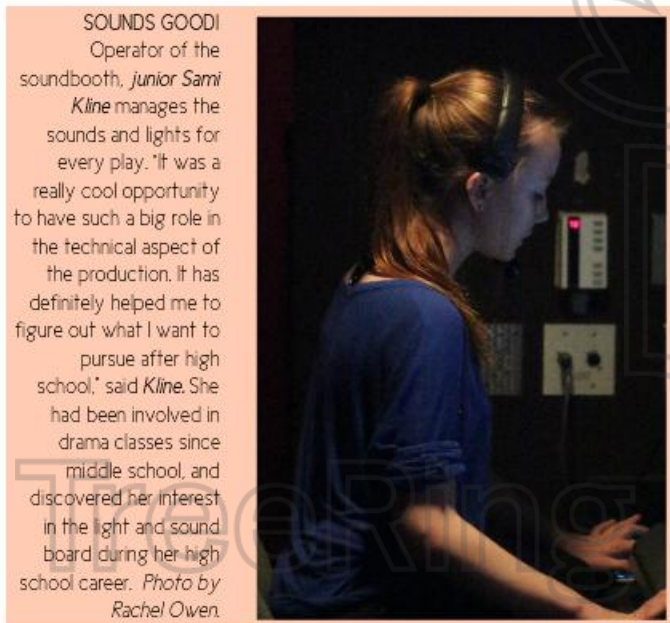 SOUNDS GOOD!
Operator of the
soundbooth, junior Sami
Kline manages the
sounds and lights for
every play. "It was a
really cool opportunity
to have such a big role in
the technical aspect of
the production. It has
definitely helped me to
figure out what I want to
pursue after high
school," said Kline. She
had been involved in
drama classes since
middle school, and
discovered her interest
in the light and sound
board during her high
school career. Photo by
Rachel Owen.
TreeRing